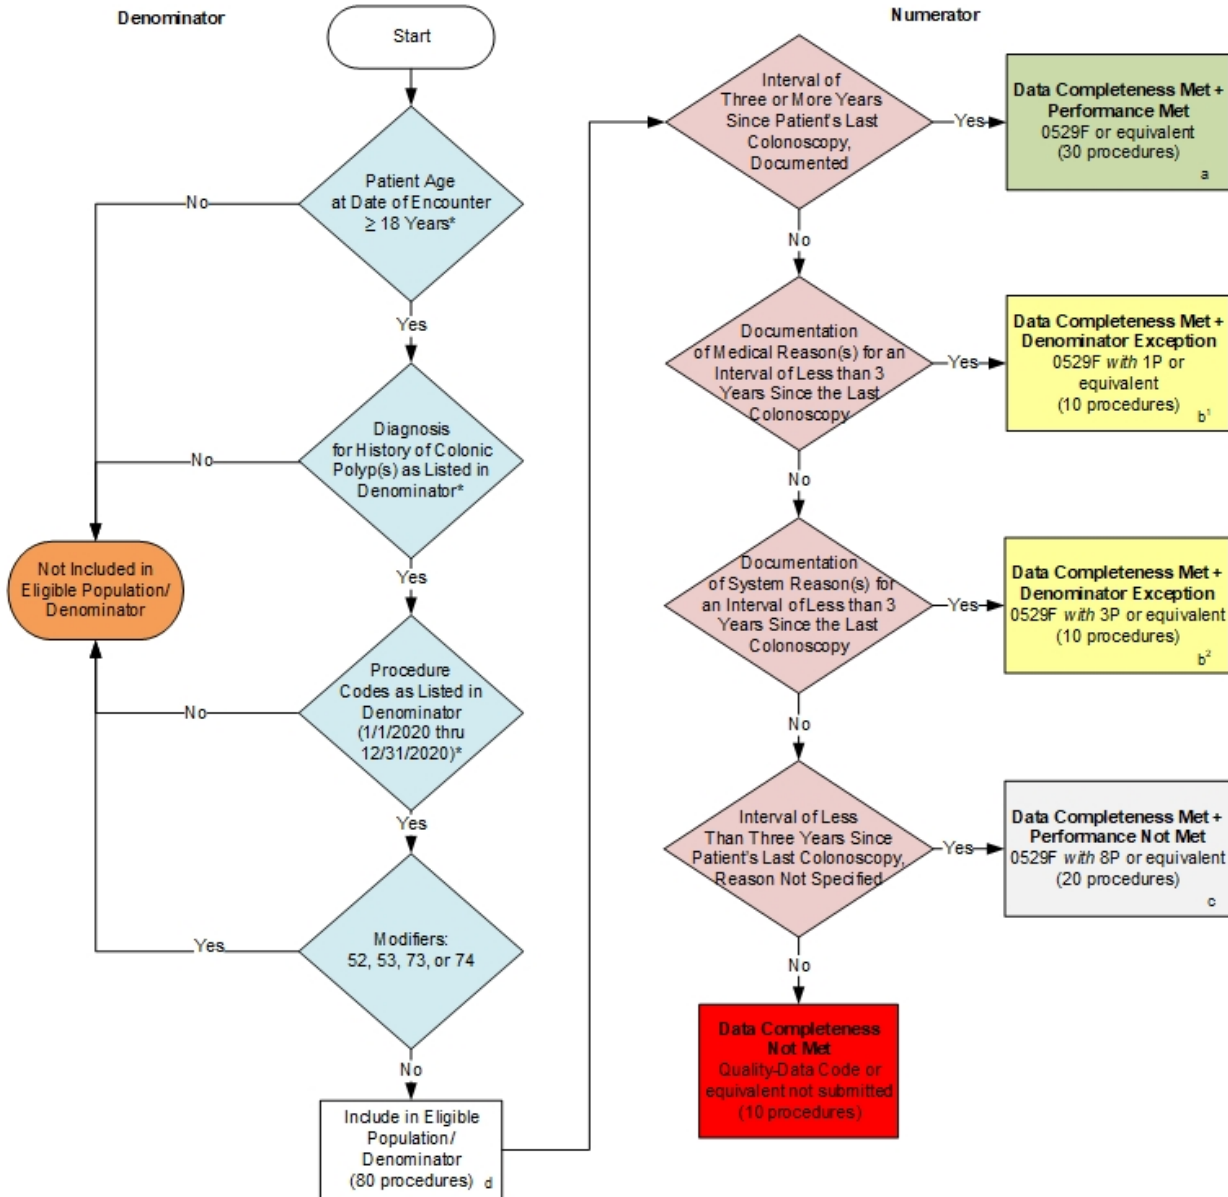 Denominator
Start
Patient Age
at Date of Encounter
≥ 18 Years*
No
Yes
Diagnosis
for History of Colonic
Polyp(s) as Listed in
Denominator*
No
Yes
Not Included in
Eligible Population/
Denominator
Procedure
Codes as Listed in
Denominator
(1/1/2020 thru
12/31/2020)*
No
Yes
Modifiers:
52, 53, 73, or 74
Yes
No
Include in Eligible
Population/
Denominator
(80 procedures) d
Numerator
Interval of
Three or More Years
Since Patient's Last
Colonoscopy,
Documented
Yes
Data Completeness Met +
Performance Met
0529F or equivalent
(30 procedures)
a
No
Documentation
of Medical Reason(s) for an
Interval of Less than 3
Years Since the Last
Colonoscopy
Yes
Data Completeness Met +
Denominator Exception
0529F with 1P or
equivalent
(10 procedures)
b¹
No
Documentation
of System Reason(s) for
an Interval of Less than 3
Years Since the Last
Colonoscopy
Yes
Data Completeness Met +
Denominator Exception
0529F with 3P or equivalent
(10 procedures)
b²
No
Interval of Less
Than Three Years Since
Patient's Last Colonoscopy,
Reason Not Specified
Yes
Data Completeness Met +
Performance Not Met
0529F with 8P or equivalent
(20 procedures)
c
No
Data Completeness
Not Met
Quality-Data Code or
equivalent not submitted
(10 procedures)